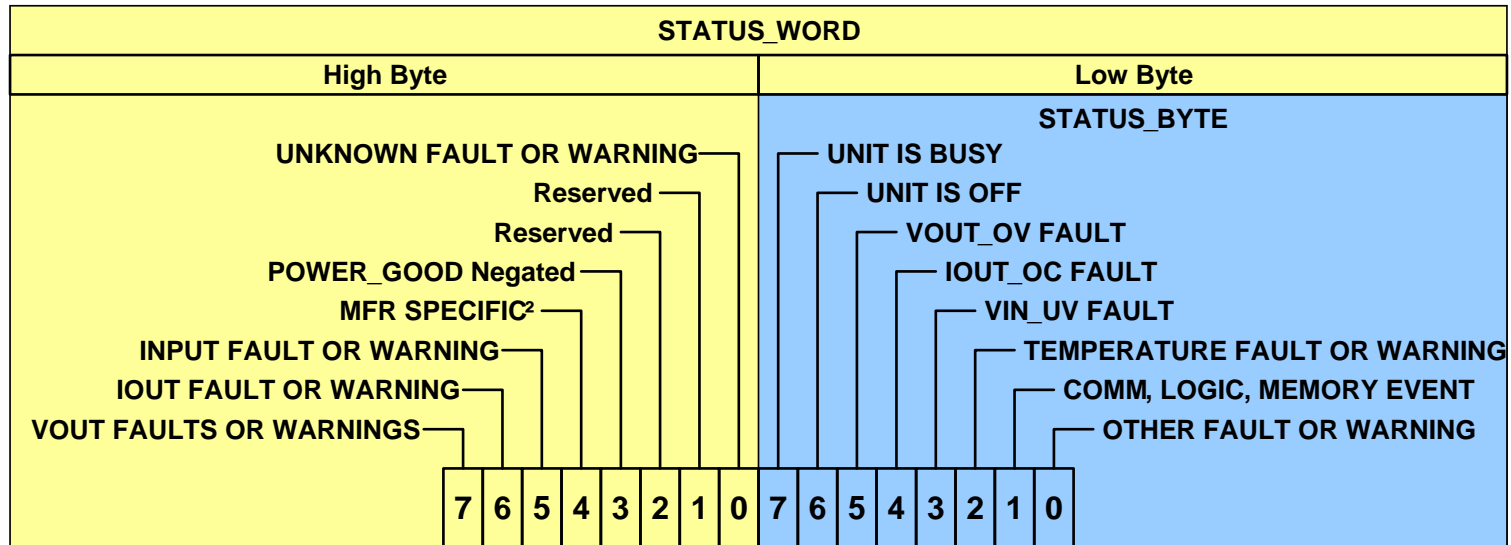 STATUS_WORD
High Byte
Low Byte
STATUS_BYTE
UNKNOWN FAULT OR WARNING
UNIT IS BUSY
Reserved
UNIT IS OFF
Reserved
VOUT_OV FAULT
POWER_GOOD Negated
IOUT_OC FAULT
MFR SPECIFIC²
VIN_UV FAULT
INPUT FAULT OR WARNING
TEMPERATURE FAULT OR WARNING
IOUT FAULT OR WARNING
COMM, LOGIC, MEMORY EVENT
VOUT FAULTS OR WARNINGS
OTHER FAULT OR WARNING
7 6 5 4 3 2 1 0 7 6 5 4 3 2 1 0